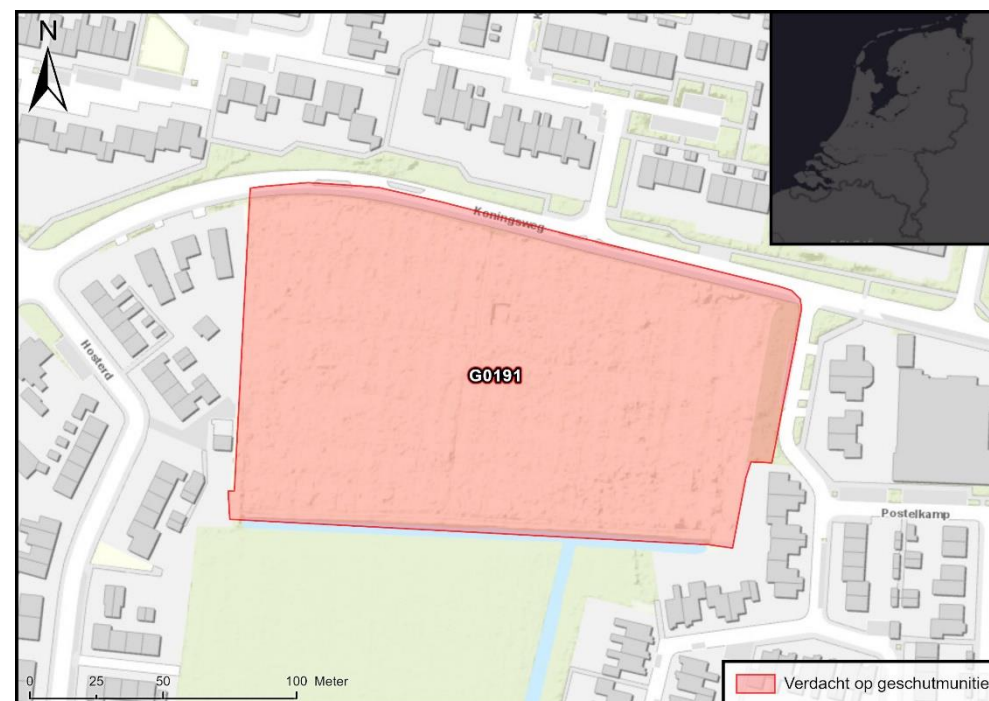 N
Koningsweg
Hosterd
G0191
Postelkamp
0 25 50 100 Meter
Verdacht op geschutmunitie